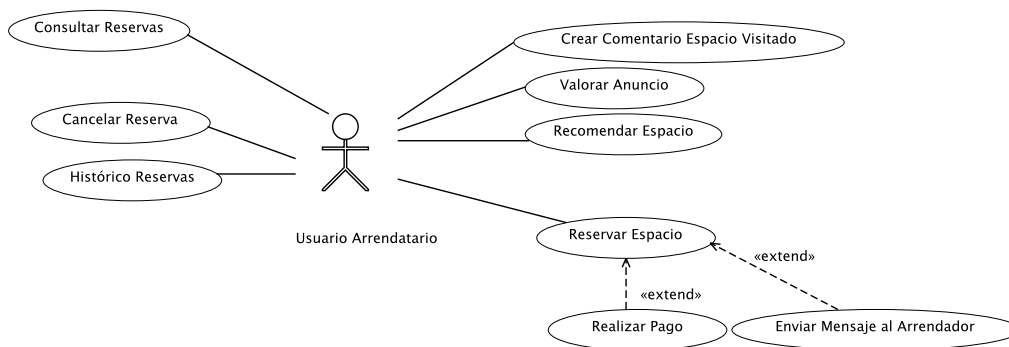 Consultar Reservas
Crear Comentario Espacio Visitado
Valorar Anuncio
Cancelar Reserva
Recomendar Espacio
Histórico Reservas
Usuario Arrendatario
Reservar Espacio
«extend»
«extend»
Realizar Pago
Enviar Mensaje al Arrendador